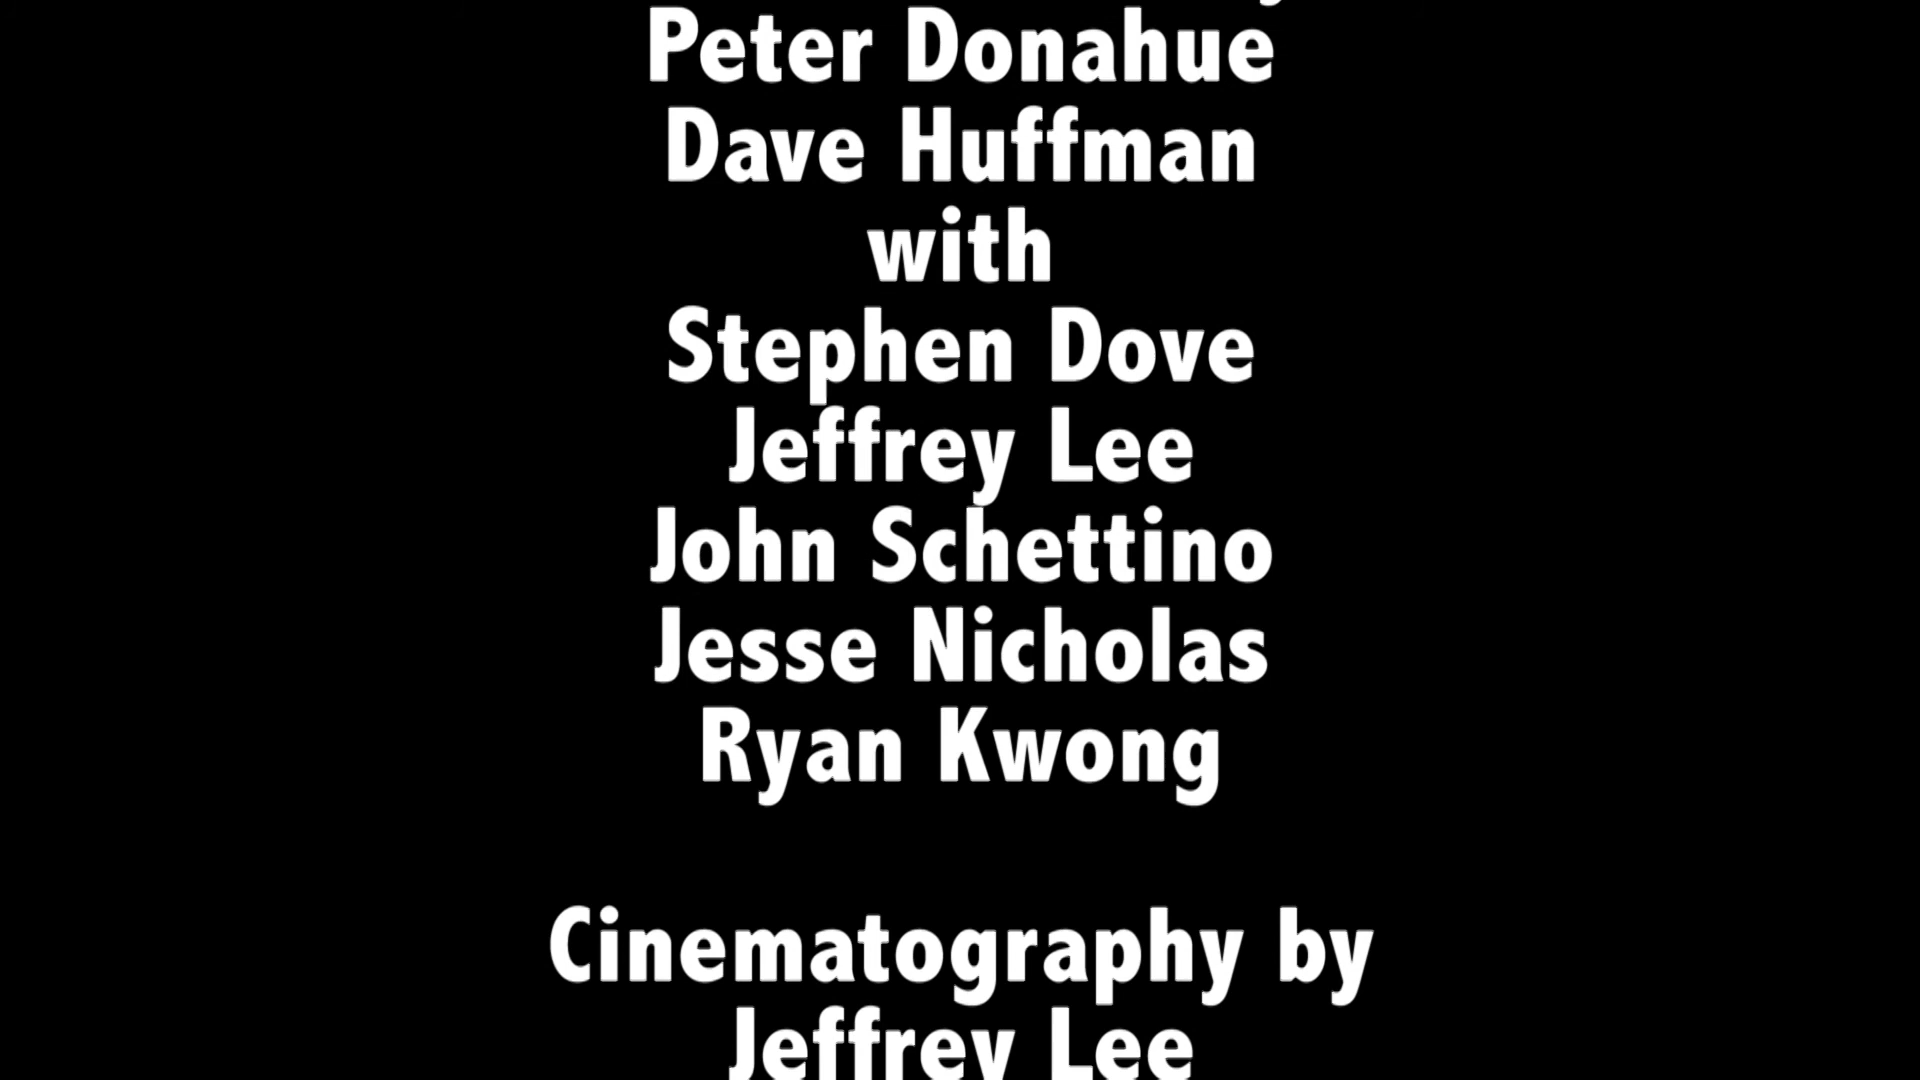 Peter Donahue
Dave Huffman
with
Stephen Dove
Jeffrey Lee
John Schettino
Jesse Nicholas
Ryan Kwong
Cinematography by
Jeffrey Lee